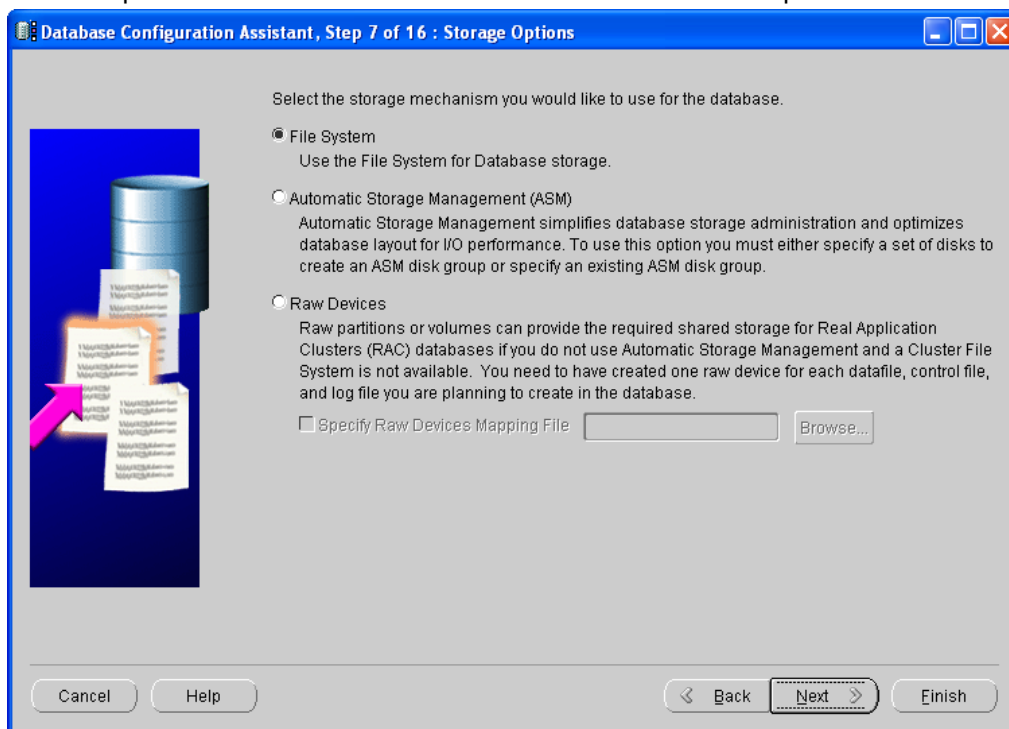 Database Configuration Assistant, Step 7 of 16 : Storage Options
Select the storage mechanism you would like to use for the database.
File System
Use the File System for Database storage.
Automatic Storage Management (ASM)
Automatic Storage Management simplifies database storage administration and optimizes
database layout for I/O performance. To use this option you must either specify a set of disks to
create an ASM disk group or specify an existing ASM disk group.
Raw Devices
Raw partitions or volumes can provide the required shared storage for Real Application
Clusters (RAC) databases if you do not use Automatic Storage Management and a Cluster File
System is not available. You need to have created one raw device for each datafile, control file,
and log file you are planning to create in the database.
Specify Raw Devices Mapping File
Browse...
Cancel
Help
Back
Next
Finish